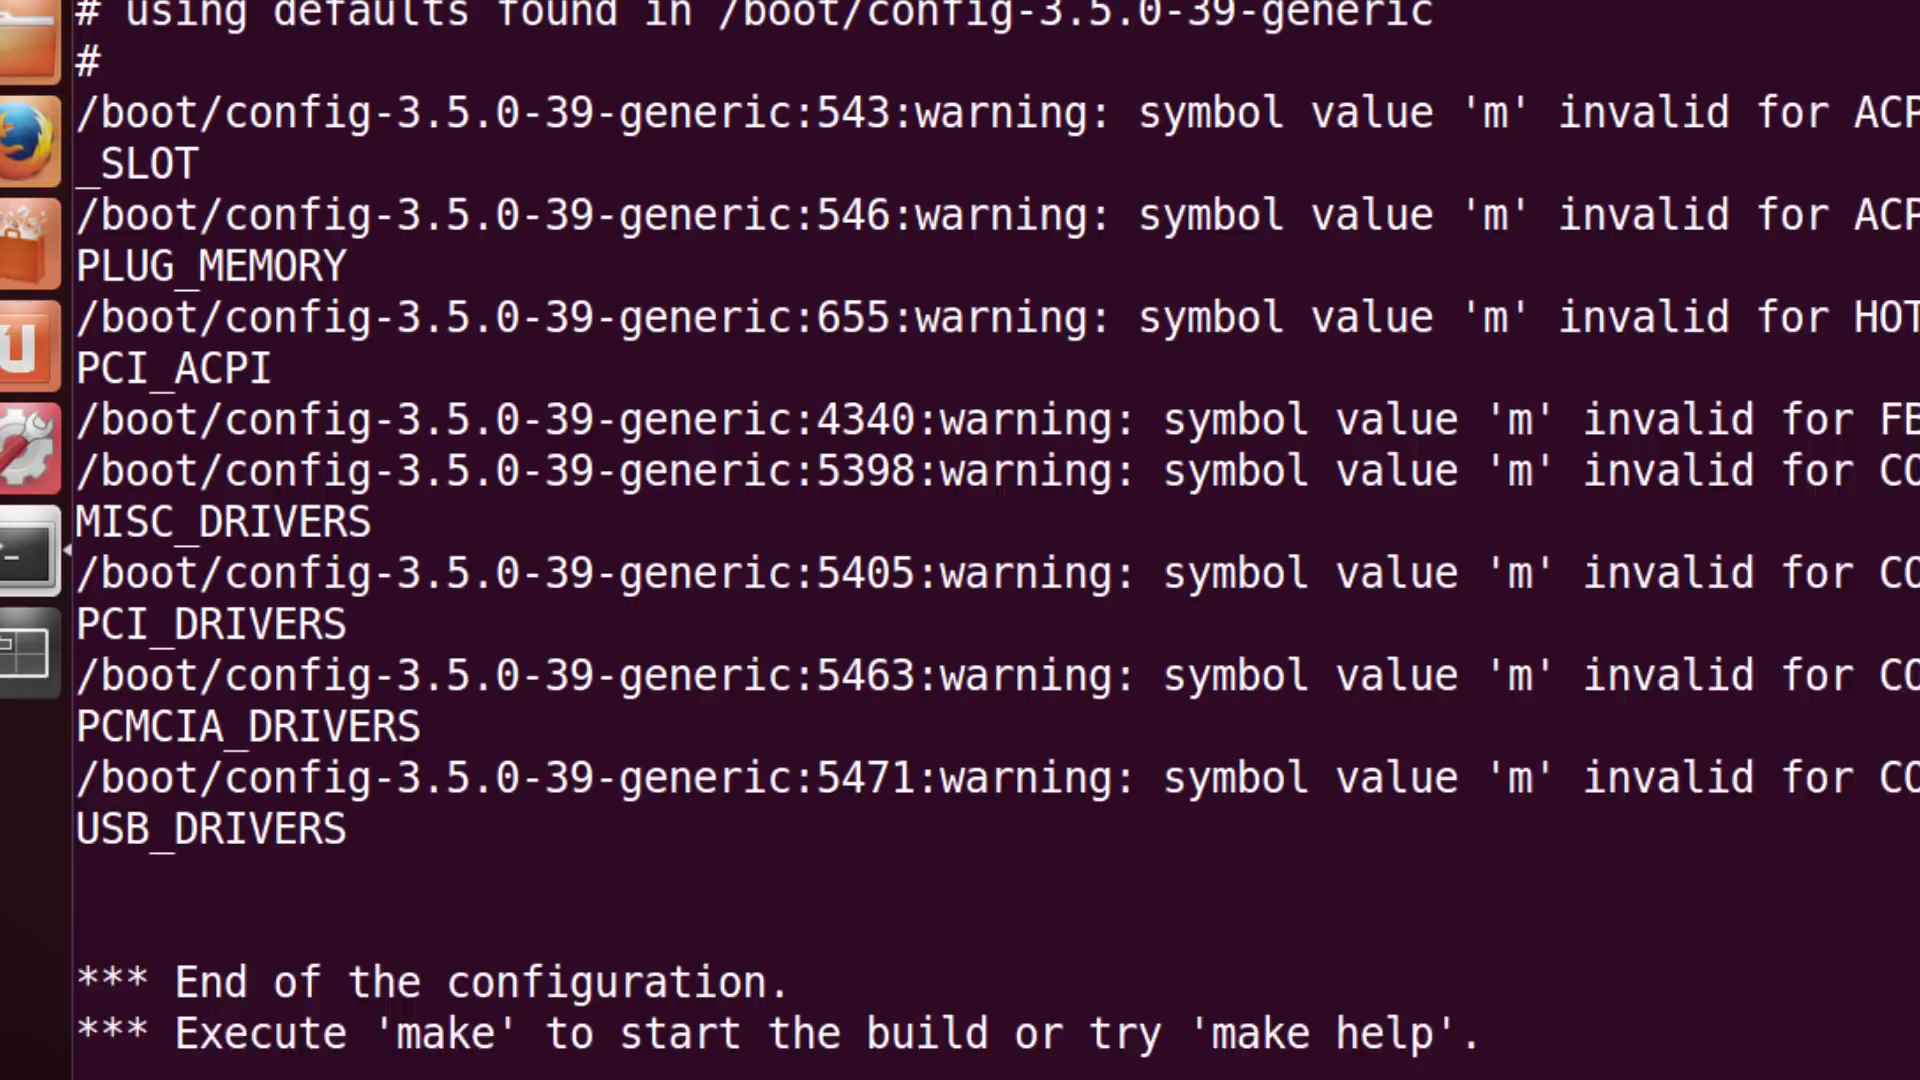 # using defaults found in /boot/config-3.5.0-39-generic
#
/boot/config-3.5.0-39-generic:543:warning: symbol value 'm' invalid for ACP
_SLOT
/boot/config-3.5.0-39-generic:546:warning: symbol value 'm' invalid for ACP
PLUG_MEMORY
/boot/config-3.5.0-39-generic:655:warning: symbol value 'm' invalid for HOT
PCI_ACPI
/boot/config-3.5.0-39-generic:4340:warning: symbol value 'm' invalid for FB
/boot/config-3.5.0-39-generic:5398:warning: symbol value 'm' invalid for CO
MISC_DRIVERS
/boot/config-3.5.0-39-generic:5405:warning: symbol value 'm' invalid for CO
PCI_DRIVERS
/boot/config-3.5.0-39-generic:5463:warning: symbol value 'm' invalid for CO
PCMCIA_DRIVERS
/boot/config-3.5.0-39-generic:5471:warning: symbol value 'm' invalid for CO
USB_DRIVERS
*** End of the configuration.
*** Execute 'make' to start the build or try 'make help'.